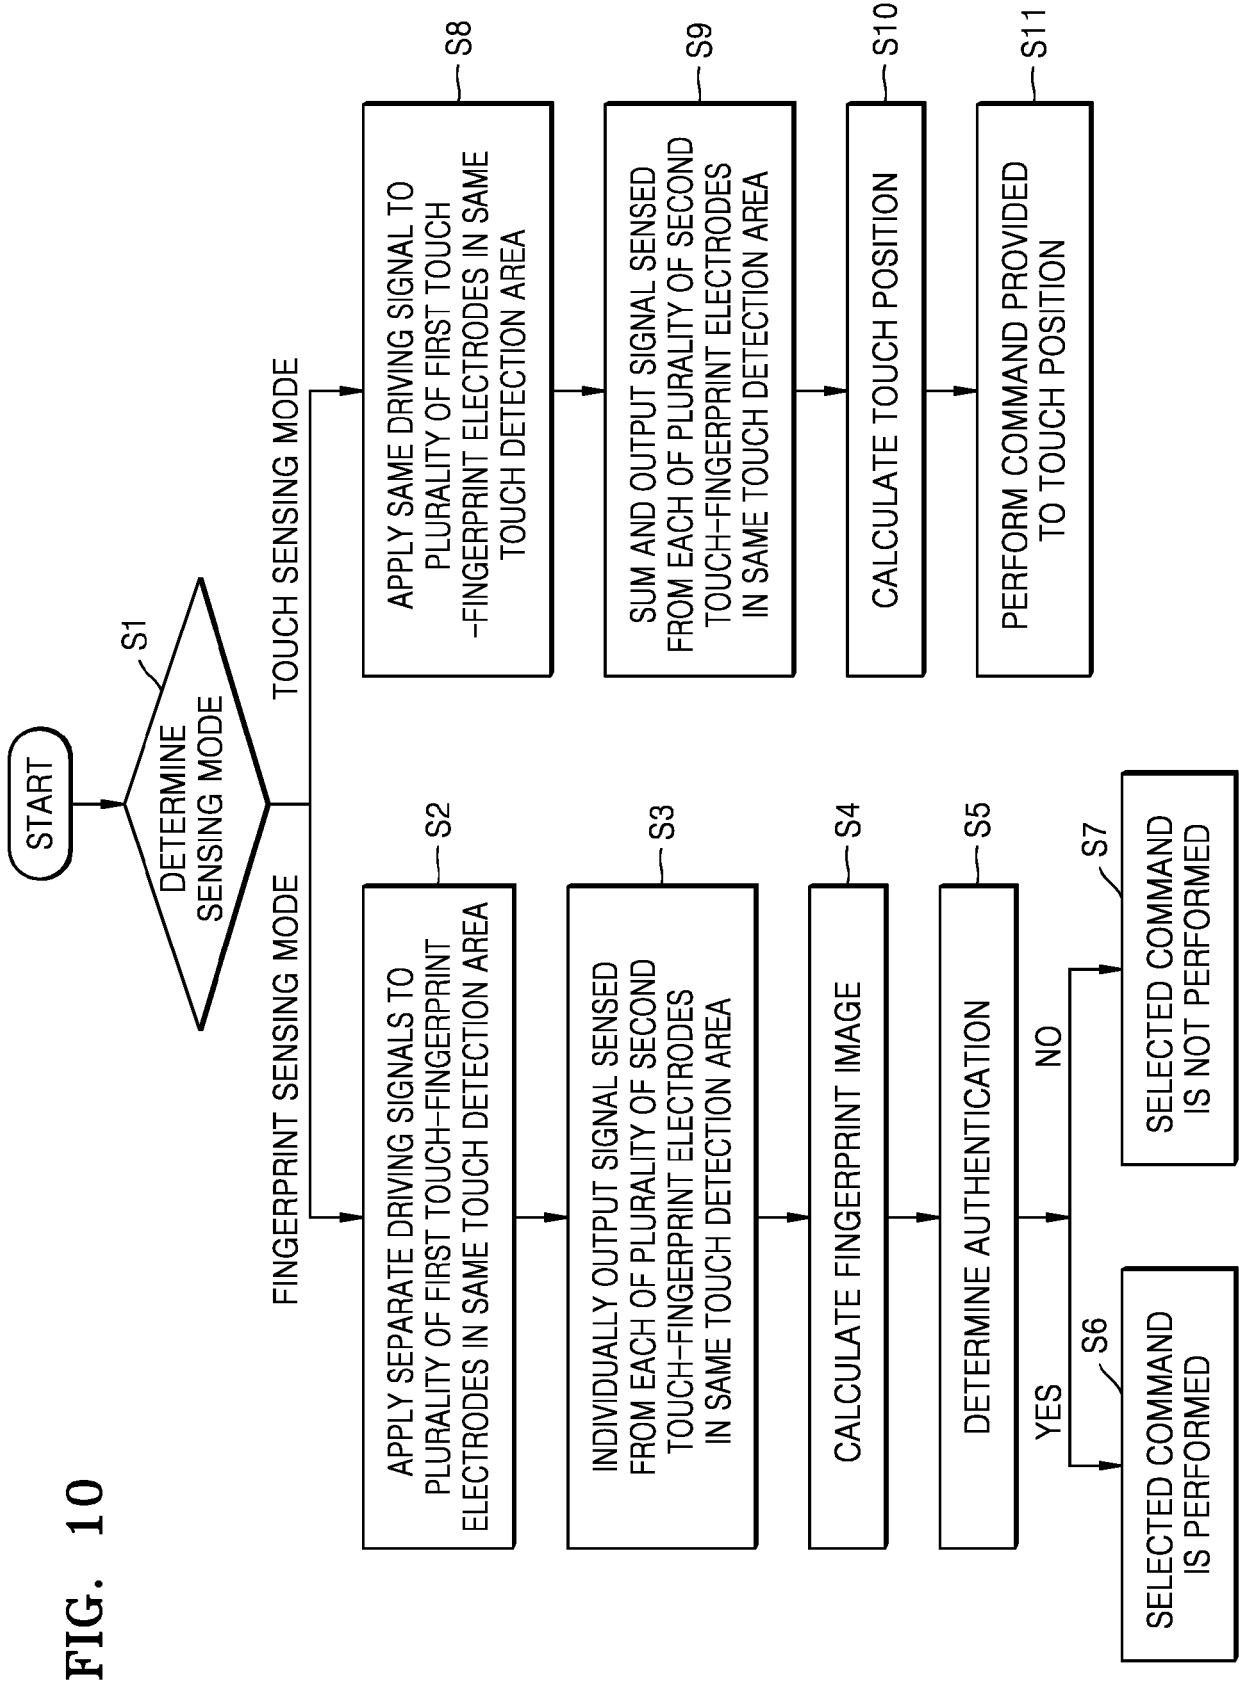 FIG. 10
START
DETERMINE
SENSING MODE
S1
FINGERPRINT SENSING MODE
TOUCH SENSING MODE
APPLY SEPARATE DRIVING SIGNALS TO
PLURALITY OF FIRST TOUCH-FINGERPRINT
ELECTRODES IN SAME TOUCH DETECTION AREA
S2
INDIVIDUALLY OUTPUT SIGNAL SENSED
FROM EACH OF PLURALITY OF SECOND
TOUCH-FINGERPRINT ELECTRODES
IN SAME TOUCH DETECTION AREA
S3
CALCULATE FINGERPRINT IMAGE
S4
DETERMINE AUTHENTICATION
S5
YES
NO
SELECTED COMMAND
IS PERFORMED
S6
SELECTED COMMAND
IS NOT PERFORMED
S7
APPLY SAME DRIVING SIGNAL TO
PLURALITY OF FIRST TOUCH
-FINGERPRINT ELECTRODES IN SAME
TOUCH DETECTION AREA
S8
SUM AND OUTPUT SIGNAL SENSED
FROM EACH OF PLURALITY OF SECOND
TOUCH-FINGERPRINT ELECTRODES
IN SAME TOUCH DETECTION AREA
S9
CALCULATE TOUCH POSITION
S10
PERFORM COMMAND PROVIDED
TO TOUCH POSITION
S11